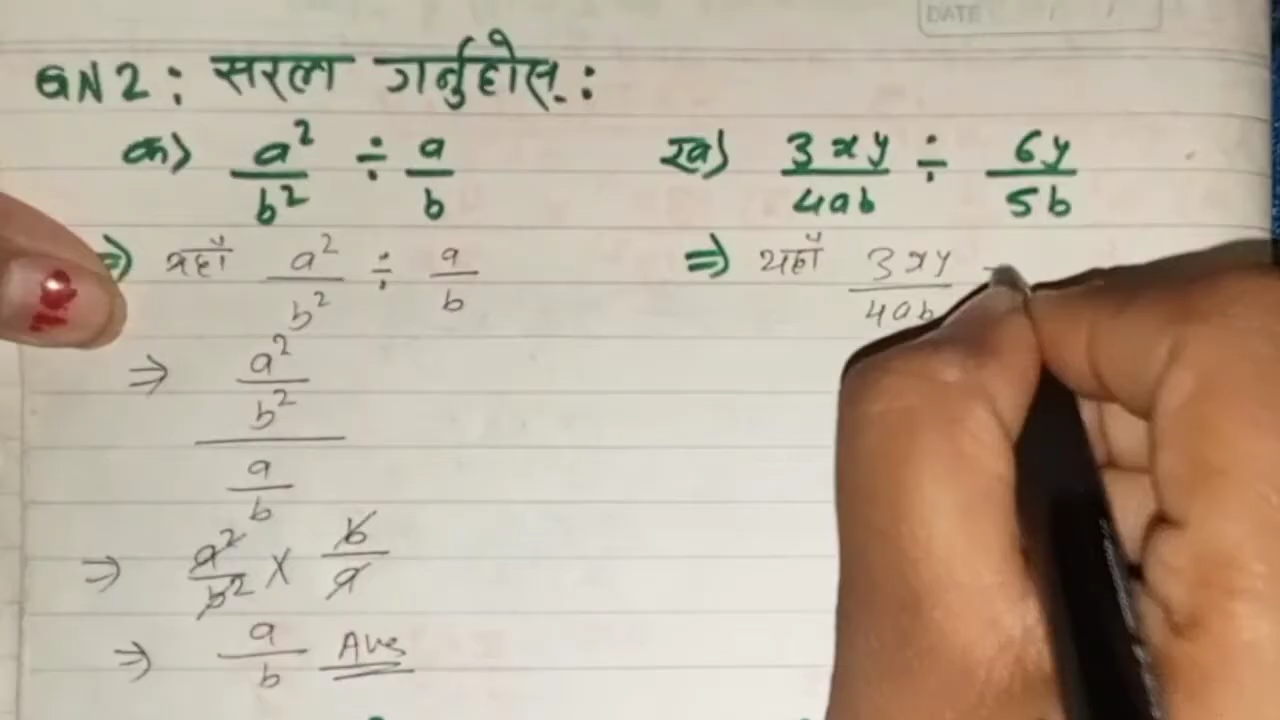 DATE / /
QN2: सरल गर्नुहोस्:
क) a²/b² ÷ a/b
ख) 3xy/4ab ÷ 6y/5b
⇒ यहाँ a²/b² ÷ a/b
⇒ a²/b² / a/b
⇒ a²/b² × b/a
⇒ a/b Ans
⇒ यहाँ 3xy/4ab